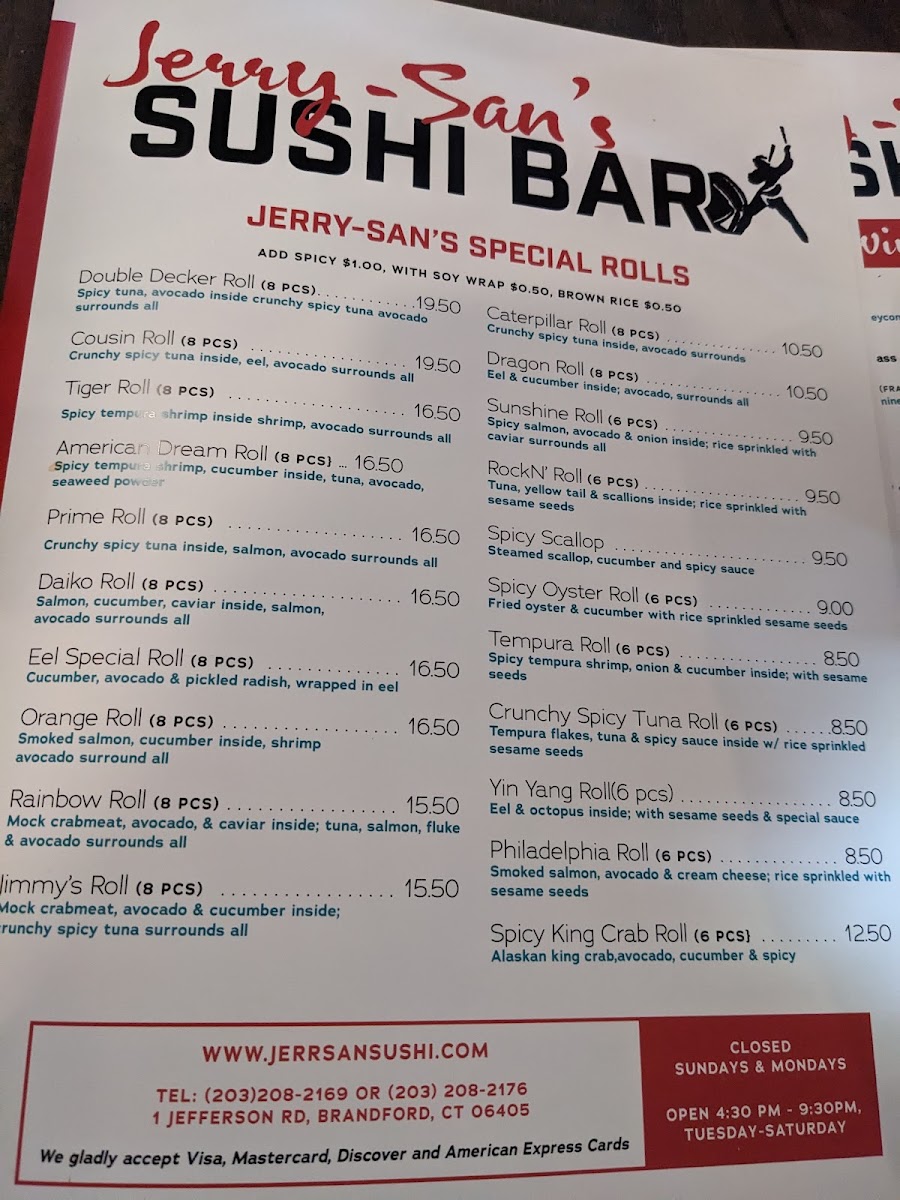 Jerry-San's
SUSHI BAR
JERRY-SAN'S SPECIAL ROLLS
ADD SPICY $1.00, WITH SOY WRAP $0.50, BROWN RICE $0.50
Double Decker Roll (8 PCS)..............19.50
Spicy tuna, avocado inside crunchy spicy tuna avocado
surrounds all
Cousin Roll (8 PCS) ........................ 19.50
Crunchy spicy tuna inside, eel, avocado surrounds all
Tiger Roll (8 PCS) ........................ 16.50
Spicy tempura shrimp inside shrimp, avocado surrounds all
American Dream Roll (8 PCS} ... 16.50
Spicy tempura shrimp, cucumber inside, tuna, avocado,
seaweed powder
Prime Roll (8 PCS) ...................... 16.50
Crunchy spicy tuna inside, salmon, avocado surrounds all
Daiko Roll (8 PCS) ........................ 16.50
Salmon, cucumber, caviar inside, salmon,
avocado surrounds all
Eel Special Roll (8 PCS) ................. 16.50
Cucumber, avocado & pickled radish, wrapped in eel
Orange Roll (8 PCS) ...................... 16.50
Smoked salmon, cucumber inside, shrimp
avocado surround all
Rainbow Roll (8 PCS) ..................... 15.50
Mock crabmeat, avocado, & caviar inside; tuna, salmon, fluke
& avocado surrounds all
Jimmy's Roll (8 PCS) ..................... 15.50
Mock crabmeat, avocado & cucumber inside;
crunchy spicy tuna surrounds all
Caterpillar Roll (8 PCS) ................ 10.50
Crunchy spicy tuna inside, avocado surrounds
Dragon Roll (8 PCS) .................... 10.50
Eel & cucumber inside; avocado, surrounds all
Sunshine Roll (6 PCS) ................... 9.50
Spicy salmon, avocado & onion inside; rice sprinkled with
caviar surrounds all
RockN' Roll (6 PCS) ..................... 9.50
Tuna, yellow tail & scallions inside; rice sprinkled with
sesame seeds
Spicy Scallop ........................... 9.50
Steamed scallop, cucumber and spicy sauce
Spicy Oyster Roll (6 PCS) ............. 9.00
Fried oyster & cucumber with rice sprinkled sesame seeds
Tempura Roll (6 PCS) .................. 8.50
Spicy tempura shrimp, onion & cucumber inside; with sesame
seeds
Crunchy Spicy Tuna Roll (6 PCS) .......8.50
Tempura flakes, tuna & spicy sauce inside w/ rice sprinkled
sesame seeds
Yin Yang Roll(6 pcs) .................... 8.50
Eel & octopus inside; with sesame seeds & special sauce
Philadelphia Roll (6 PCS) .............. 8.50
Smoked salmon, avocado & cream cheese; rice sprinkled with
sesame seeds
Spicy King Crab Roll (6 PCS} ......... 12.50
Alaskan king crab,avocado, cucumber & spicy
WWW.JERRSANSUSHI.COM
TEL: (203)208-2169 OR (203) 208-2176
1 JEFFERSON RD, BRANDFORD, CT 06405
We gladly accept Visa, Mastercard, Discover and American Express Cards
CLOSED
SUNDAYS & MONDAYS
OPEN 4:30 PM - 9:30PM,
TUESDAY-SATURDAY
ass
(FRA